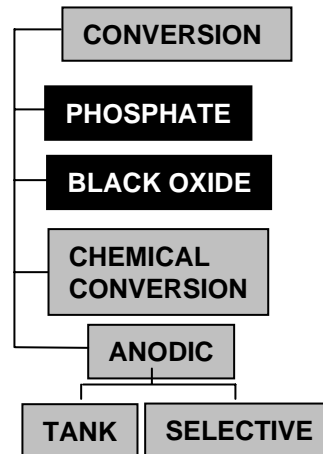 CONVERSION
PHOSPHATE
BLACK OXIDE
CHEMICAL
CONVERSION
ANODIC
TANK
SELECTIVE